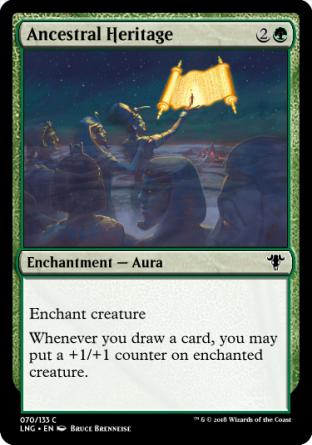 Ancestral Heritage 2
Enchantment — Aura
Enchant creature
Whenever you draw a card, you may
put a +1/+1 counter on enchanted
creature.
070/133 C
LNG • EN Bruce Brenneise
™ & © 2018 Wizards of the Coast